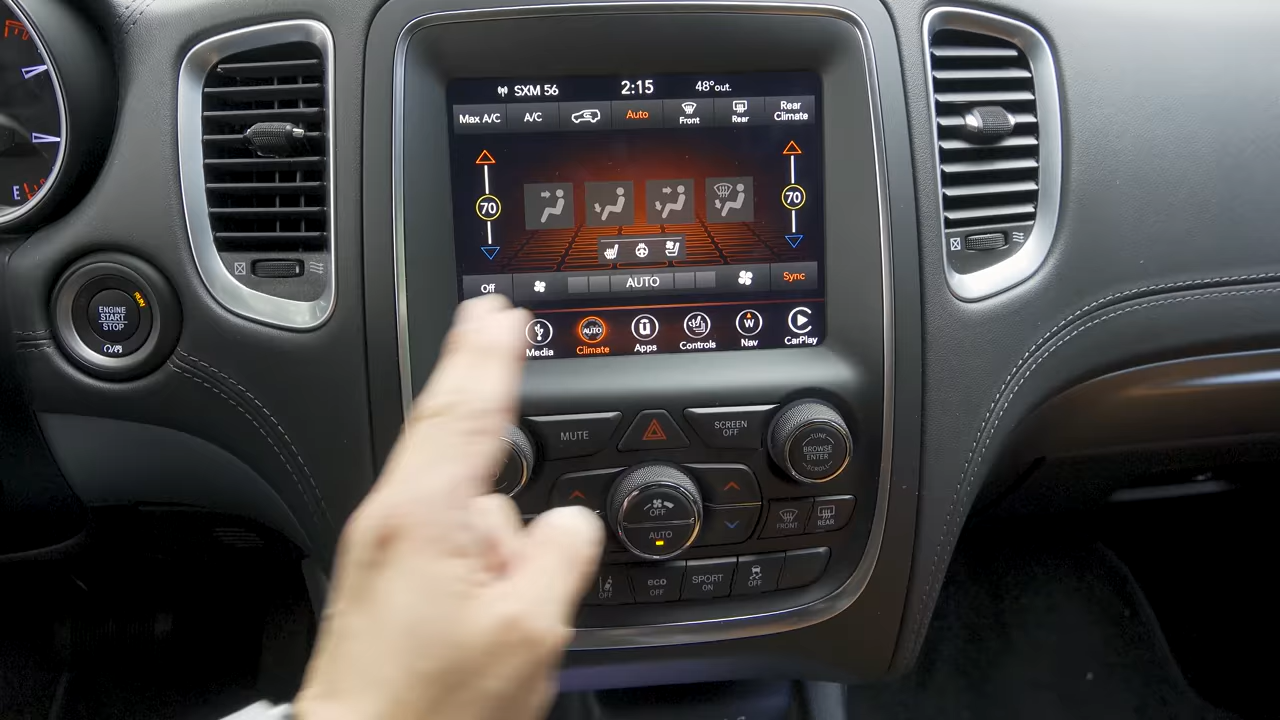 SXM 56
2:15
48°out.
Max A/C
A/C
Auto
Front
Rear
Rear
Climate
70
70
Off
AUTO
Sync
Media
AUTO
Climate
ū
Apps
Controls
W
Nav
CarPlay
E
ENGINE
START
STOP
RUN
MUTE
SCREEN
OFF
TUNE
BROWSE
ENTER
SCROLL
OFF
AUTO
FRONT
REAR
OFF
eco
OFF
SPORT
ON
OFF